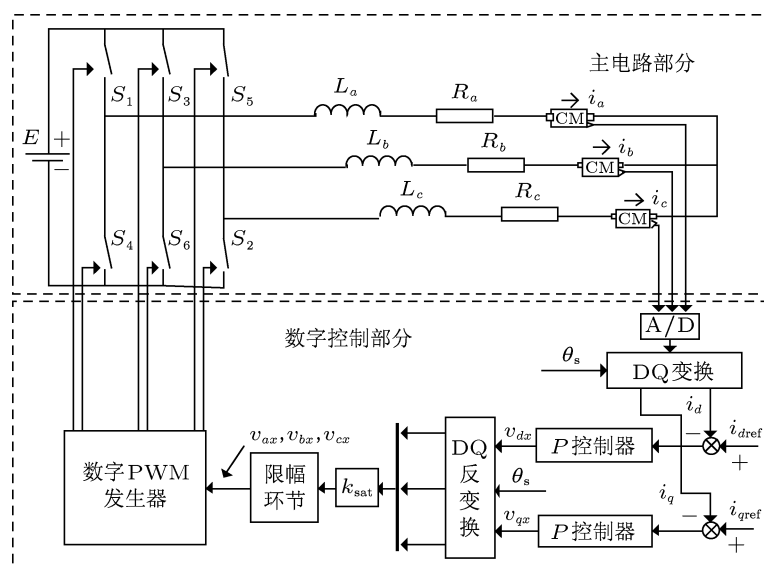 主电路部分
S1 S3 S5
E + −
La Ra CM ia
Lb Rb CM ib
Lc Rc CM ic
S4 S6 S2
数字控制部分
A/D
θs
DQ变换
id
− idref +
vax, vbx, vcx
数字PWM
发生器
限幅
环节
ksat
DQ
反
变
换
vdx
P 控制器
θs
vqx
P 控制器
iq
− iqref +